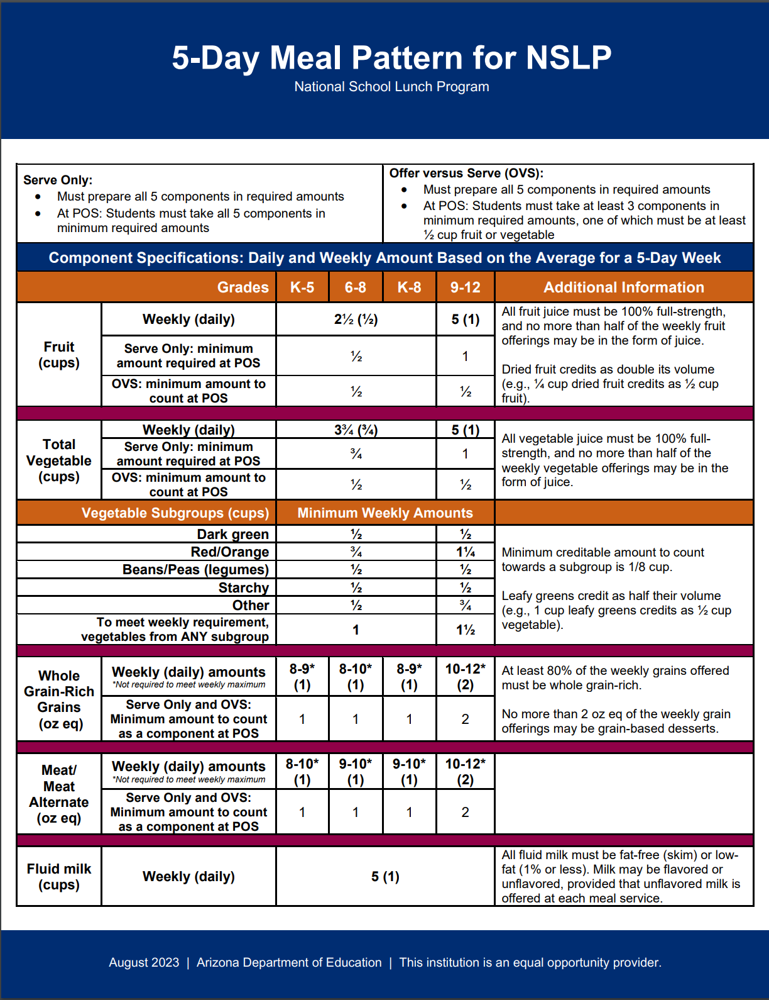 5-Day Meal Pattern for NSLP
National School Lunch Program
Serve Only:
• Must prepare all 5 components in required amounts
• At POS: Students must take all 5 components in
minimum required amounts
Offer versus Serve (OVS):
• Must prepare all 5 components in required amounts
• At POS: Students must take at least 3 components in
minimum required amounts, one of which must be at least
½ cup fruit or vegetable
Component Specifications: Daily and Weekly Amount Based on the Average for a 5-Day Week
Grades K-5 6-8 K-8 9-12 Additional Information
Fruit
(cups)
Weekly (daily) 2½ (½) 5 (1)
Serve Only: minimum
amount required at POS
½ 1
OVS: minimum amount to
count at POS
½ ½
All fruit juice must be 100% full-strength,
and no more than half of the weekly fruit
offerings may be in the form of juice.
Dried fruit credits as double its volume
(e.g., ¼ cup dried fruit credits as ½ cup
fruit).
Total
Vegetable
(cups)
Weekly (daily) 3¾ (¾) 5 (1)
Serve Only: minimum
amount required at POS
¾ 1
OVS: minimum amount to
count at POS
½ ½
All vegetable juice must be 100% full-
strength, and no more than half of the
weekly vegetable offerings may be in the
form of juice.
Vegetable Subgroups (cups) Minimum Weekly Amounts
Dark green ½ ½
Red/Orange ¾ 1¼
Beans/Peas (legumes) ½ ½
Starchy ½ ½
Other ½ ¾
To meet weekly requirement,
vegetables from ANY subgroup
1 1½
Minimum creditable amount to count
towards a subgroup is 1/8 cup.
Leafy greens credit as half their volume
(e.g., 1 cup leafy greens credits as ½ cup
vegetable).
Whole
Grain-Rich
Grains
(oz eq)
Weekly (daily) amounts
*Not required to meet weekly maximum
8-9* 8-10* 8-9* 10-12*
(1) (1) (1) (2)
Serve Only and OVS:
Minimum amount to count
as a component at POS
1 1 1 2
At least 80% of the weekly grains offered
must be whole grain-rich.
No more than 2 oz eq of the weekly grain
offerings may be grain-based desserts.
Meat/
Meat
Alternate
(oz eq)
Weekly (daily) amounts
*Not required to meet weekly maximum
8-10* 9-10* 9-10* 10-12*
(1) (1) (1) (2)
Serve Only and OVS:
Minimum amount to count
as a component at POS
1 1 1 2
Fluid milk
(cups)
Weekly (daily) 5 (1)
All fluid milk must be fat-free (skim) or low-
fat (1% or less). Milk may be flavored or
unflavored, provided that unflavored milk is
offered at each meal service.
August 2023 | Arizona Department of Education | This institution is an equal opportunity provider.